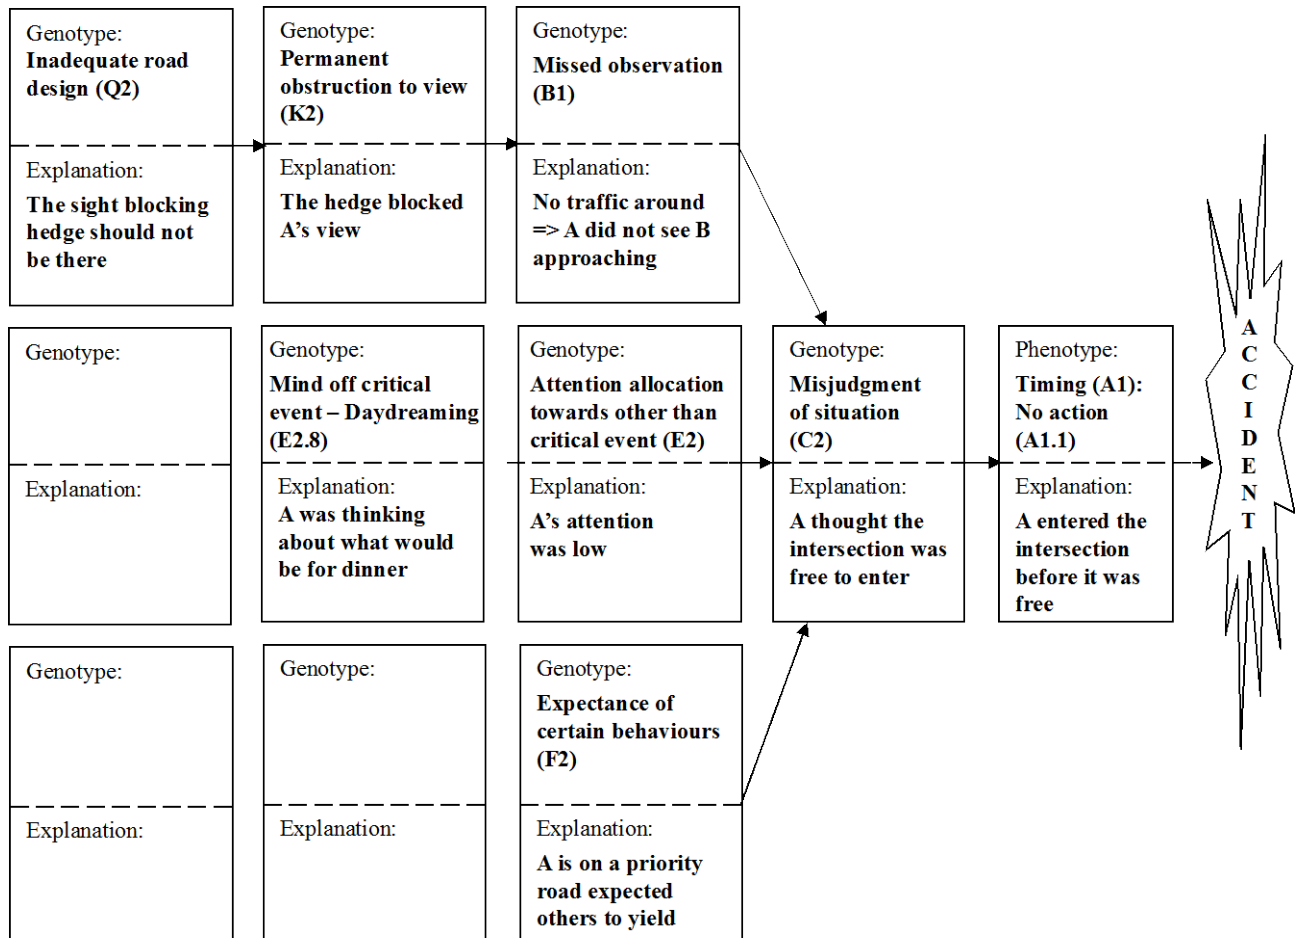 Genotype:
Inadequate road
design (Q2)
Explanation:
The sight blocking
hedge should not
be there
Genotype:
Permanent
obstruction to view
(K2)
Explanation:
The hedge blocked
A's view
Genotype:
Missed observation
(B1)
Explanation:
No traffic around
=> A did not see B
approaching
Genotype:
Explanation:
Genotype:
Mind off critical
event – Daydreaming
(E2.8)
Explanation:
A was thinking
about what would
be for dinner
Genotype:
Attention allocation
towards other than
critical event (E2)
Explanation:
A's attention
was low
Genotype:
Misjudgment
of situation
(C2)
Explanation:
A thought the
intersection was
free to enter
Phenotype:
Timing (A1):
No action
(A1.1)
Explanation:
A entered the
intersection
before it was
free
ACCIDENT
Genotype:
Explanation:
Genotype:
Explanation:
Genotype:
Expectance of
certain behaviours
(F2)
Explanation:
A is on a priority
road expected
others to yield